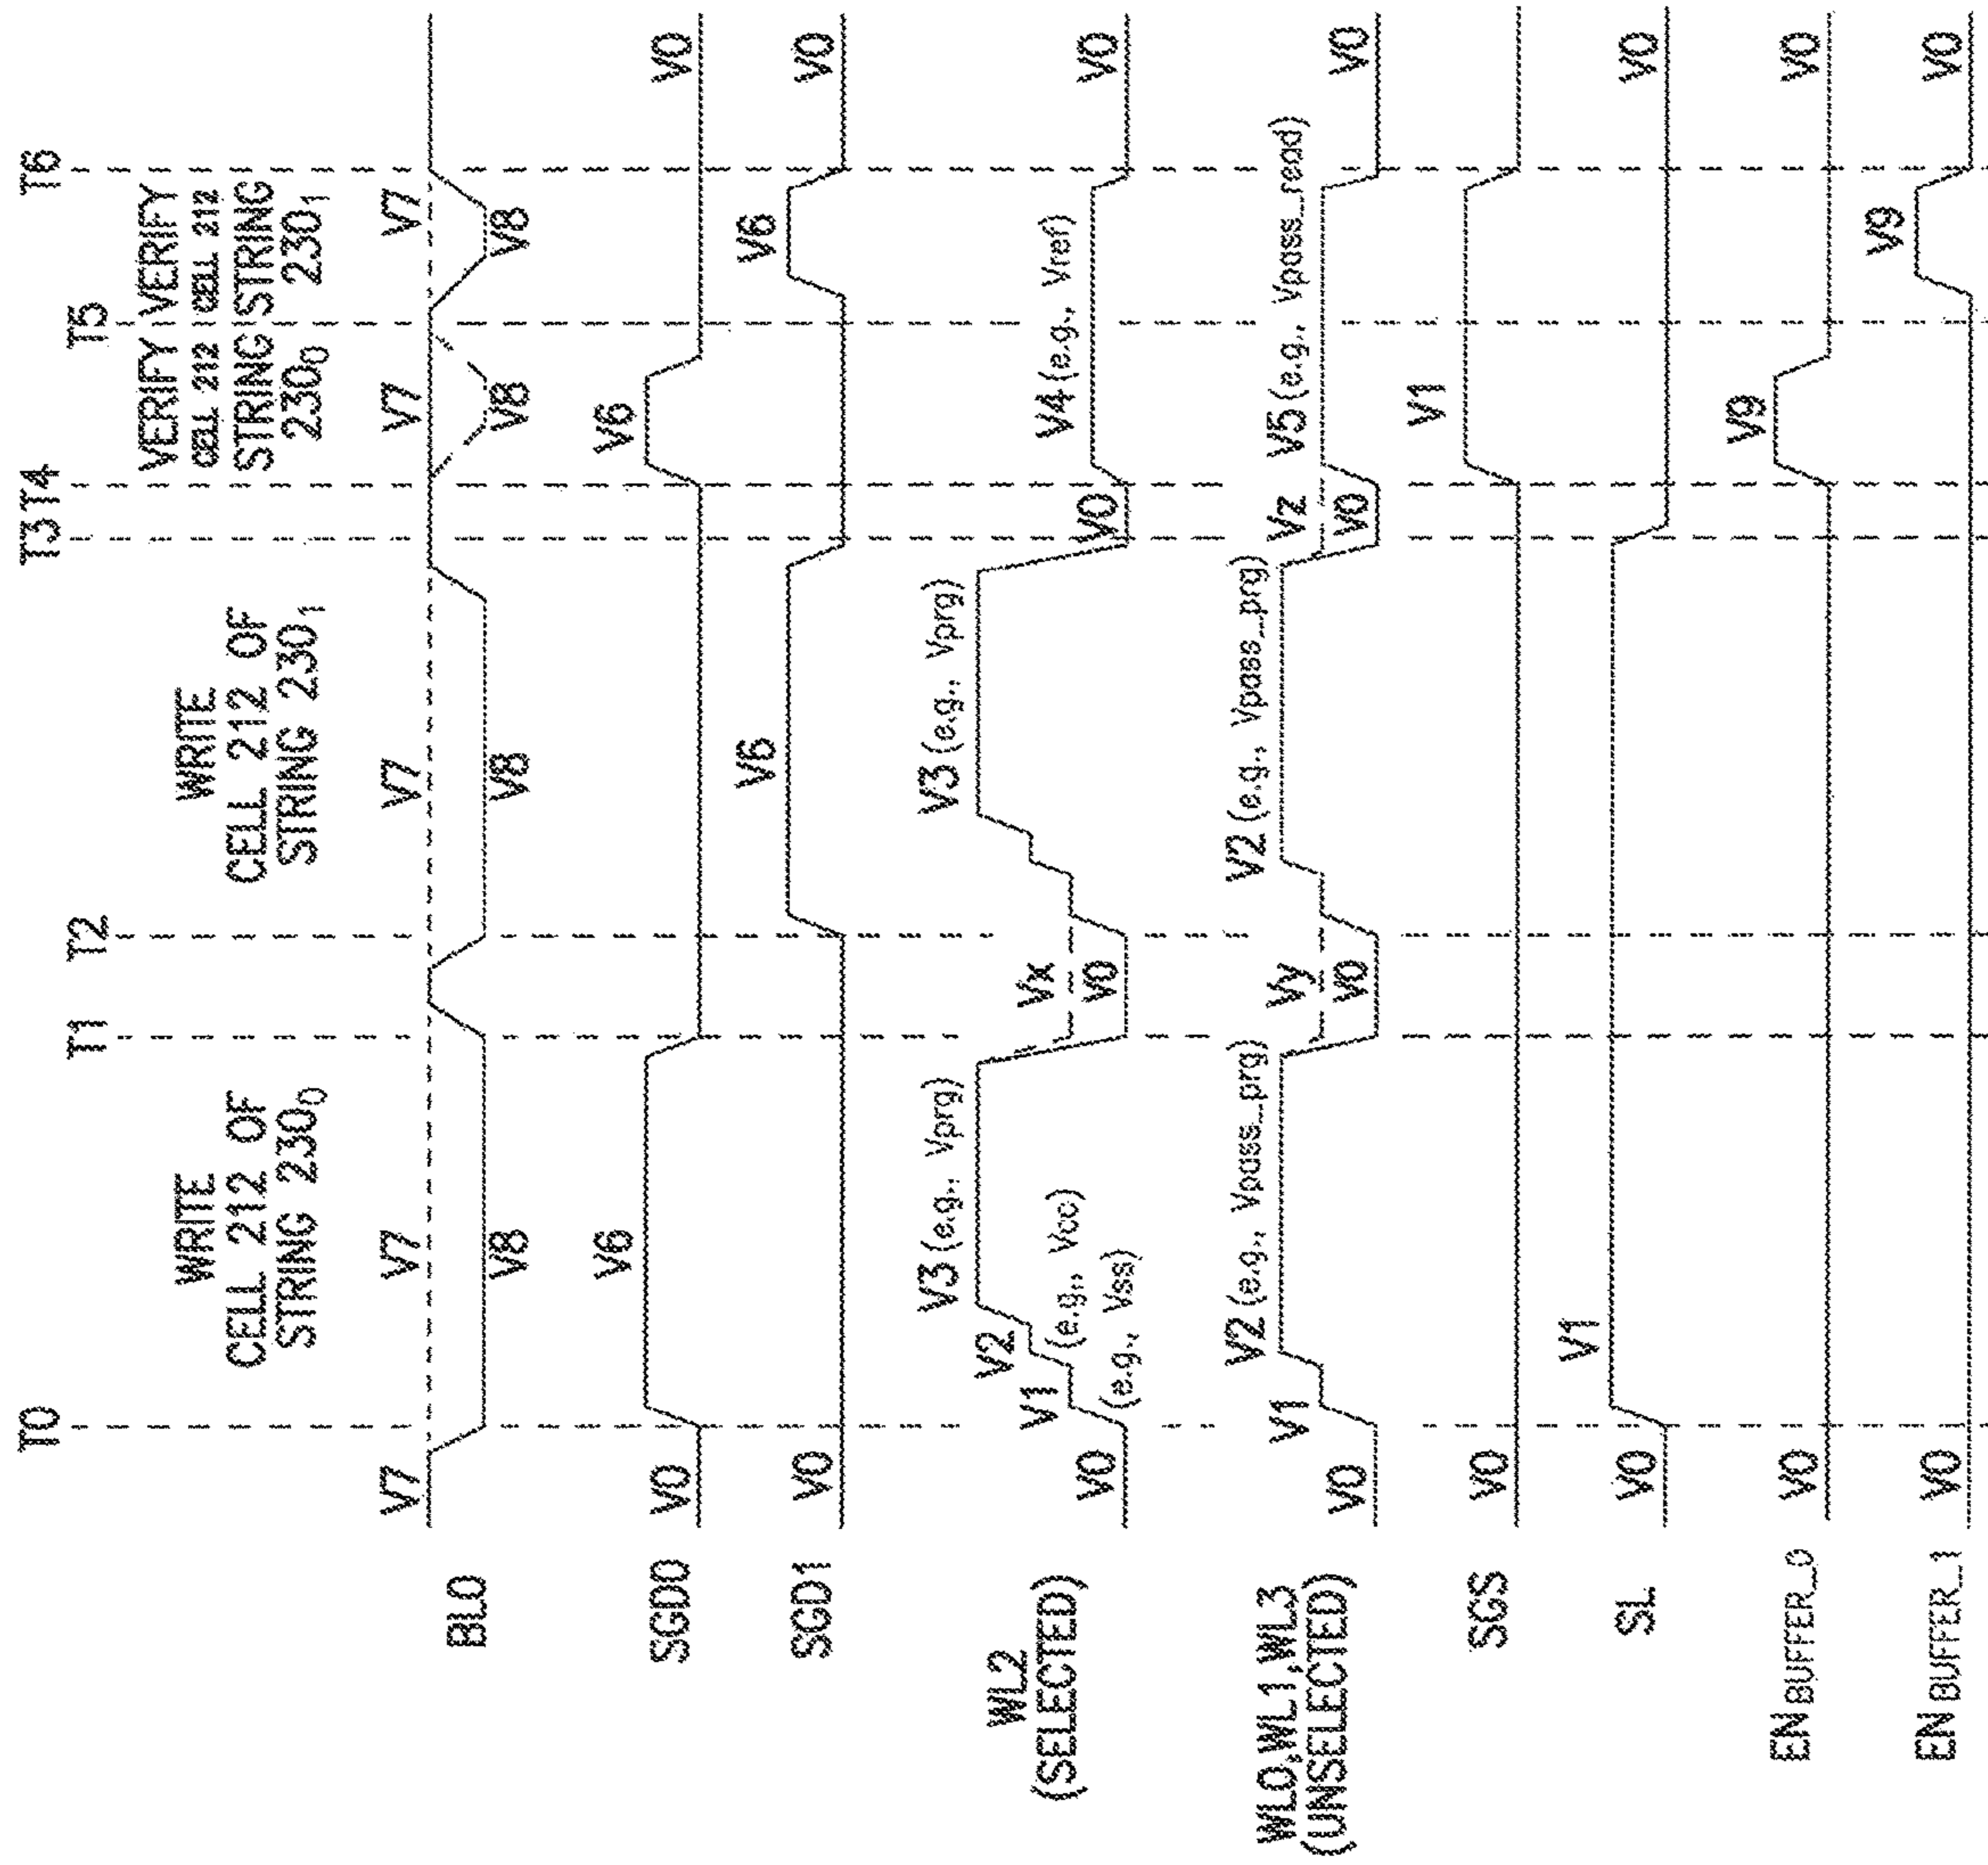 T0 T1 T2 T3 T4 T5 T6
WRITE
CELL 212 OF
STRING 230₀
WRITE
CELL 212 OF
STRING 230₁
VERIFY
CELL 212
STRING
230₀
VERIFY
CELL 212
STRING
230₁
BL0
V7 V7 V7 V7 V7
V8 V8 V8 V8
SGD0
V0 V6 V6 V0
SGD1
V0 V6 V6 V0
WL2
(SELECTED)
V0 V1 V2 V3 (e.g., Vprg) Vx V3 (e.g., Vprg) V4 (e.g., Vref) V0
(e.g., Vcc)
(e.g., Vss)
V0 V0
WL0,WL1,WL3
(UNSELECTED)
V0 V1 V2 (e.g., Vpass_prg) Vy V2 (e.g., Vpass_prg) Vz V5 (e.g., Vpass_read) V0
V0 V0
SGS
V0 V1
SL
V0 V1 V0
EN BUFFER_0
V0 V9 V0
EN BUFFER_1
V0 V9 V0